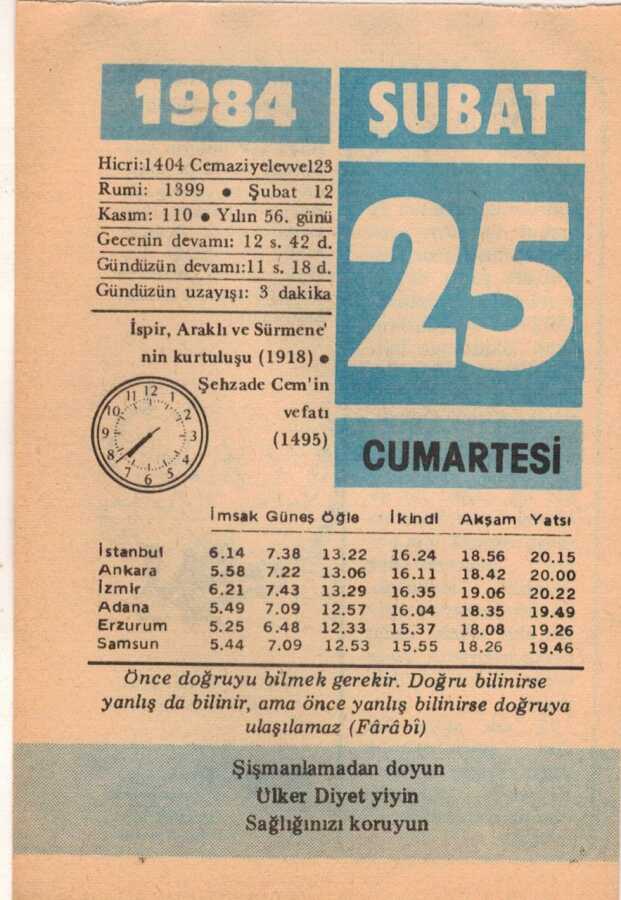 1984
ŞUBAT
Hicri:1404 Cemaziyelevvel23
Rumi: 1399 • Şubat 12
Kasım: 110 • Yılın 56. günü
Gecenin devamı: 12 s. 42 d.
Gündüzün devamı:11 s. 18 d.
Gündüzün uzayışı: 3 dakika
25
İspir, Araklı ve Sürmene'
nin kurtuluşu (1918) •
Şehzade Cem'in
vefatı
(1495)
12
1
2
3
4
5
6
7
8
9
10
11
CUMARTESİ
İmsak Güneş Öğle İkindi Akşam Yatsı
İstanbul 6.14 7.38 13.22 16.24 18.56 20.15
Ankara 5.58 7.22 13.06 16.11 18.42 20.00
İzmir 6.21 7.43 13.29 16.35 19.06 20.22
Adana 5.49 7.09 12.57 16.04 18.35 19.49
Erzurum 5.25 6.48 12.33 15.37 18.08 19.26
Samsun 5.44 7.09 12.53 15.55 18.26 19.46
Önce doğruyu bilmek gerekir. Doğru bilinirse
yanlış da bilinir, ama önce yanlış bilinirse doğruya
ulaşılamaz (Fârâbî)
Şişmanlamadan doyun
Ülker Diyet yiyin
Sağlığınızı koruyun